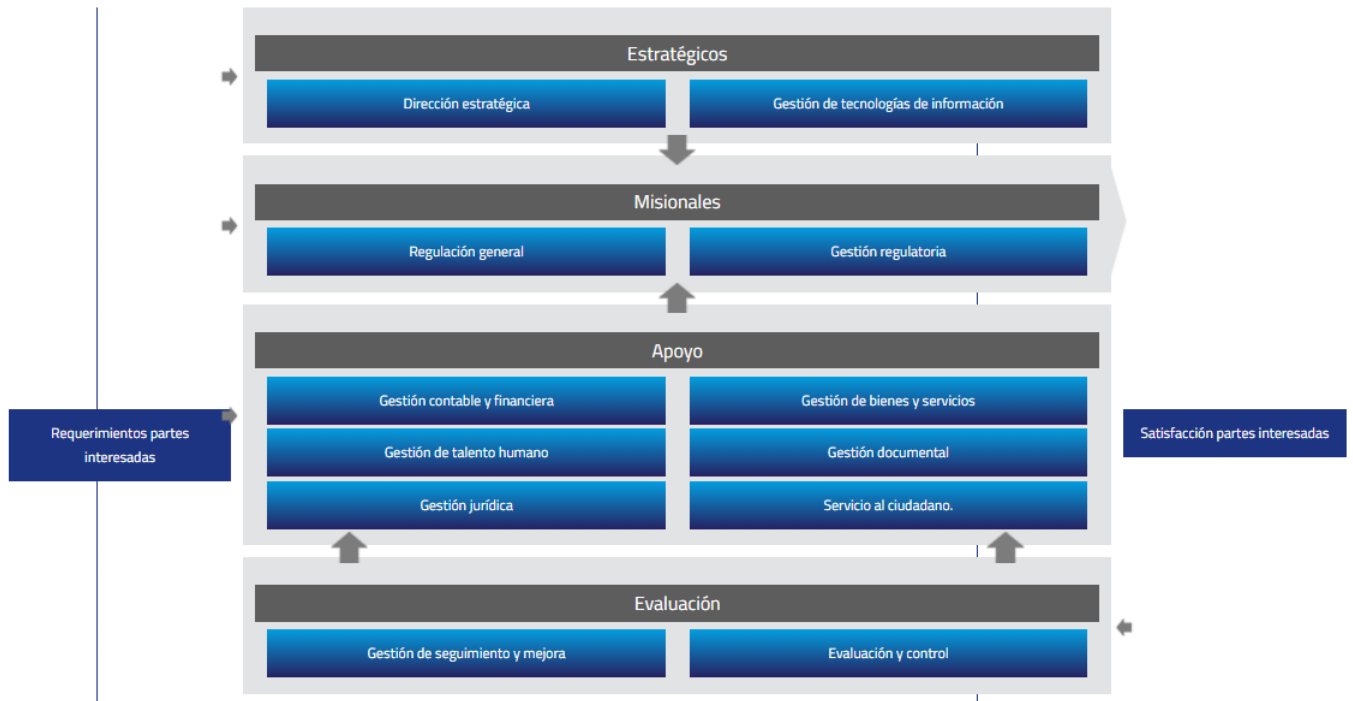 Estratégicos
Dirección estratégica
Gestión de tecnologías de información
Misionales
Regulación general
Gestión regulatoria
Apoyo
Gestión contable y financiera
Gestión de bienes y servicios
Requerimientos partes
interesadas
Satisfacción partes interesadas
Gestión de talento humano
Gestión documental
Gestión jurídica
Servicio al ciudadano.
Evaluación
Gestión de seguimiento y mejora
Evaluación y control